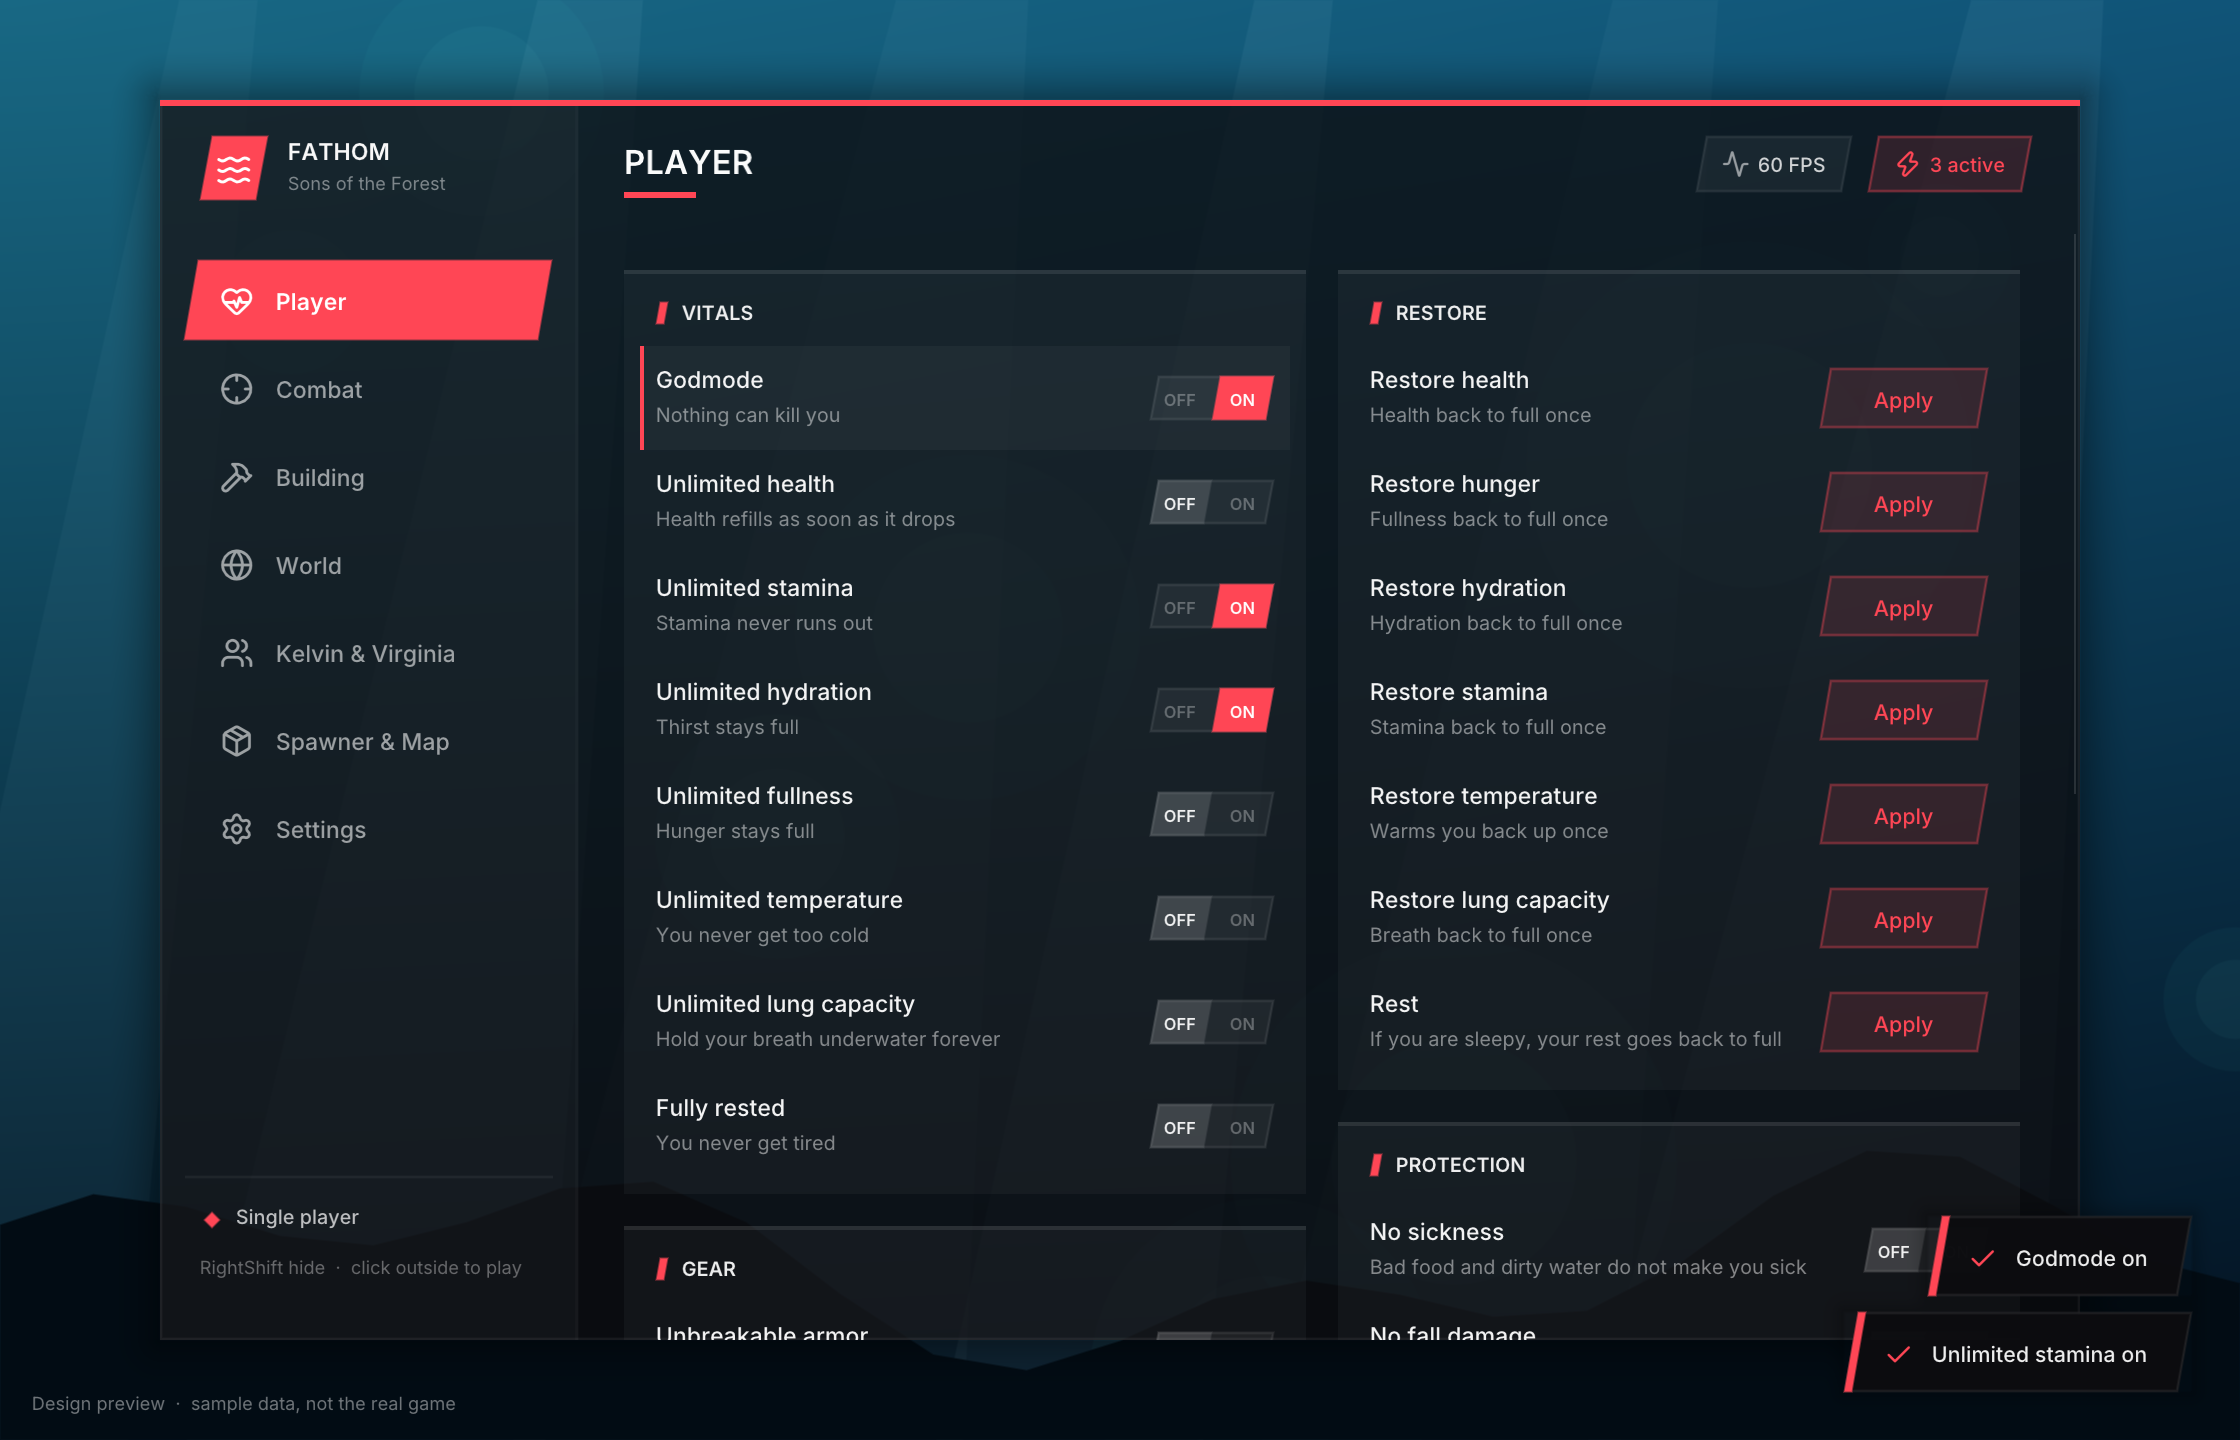 FATHOM
Sons of the Forest
Player
Combat
Building
World
Kelvin & Virginia
Spawner & Map
Settings
Single player
RightShift hide · click outside to play
PLAYER
60 FPS
3 active
VITALS
Godmode
Nothing can kill you
OFF ON
Unlimited health
Health refills as soon as it drops
OFF ON
Unlimited stamina
Stamina never runs out
OFF ON
Unlimited hydration
Thirst stays full
OFF ON
Unlimited fullness
Hunger stays full
OFF ON
Unlimited temperature
You never get too cold
OFF ON
Unlimited lung capacity
Hold your breath underwater forever
OFF ON
Fully rested
You never get tired
OFF ON
GEAR
Unbreakable armor
RESTORE
Restore health
Health back to full once
Apply
Restore hunger
Fullness back to full once
Apply
Restore hydration
Hydration back to full once
Apply
Restore stamina
Stamina back to full once
Apply
Restore temperature
Warms you back up once
Apply
Restore lung capacity
Breath back to full once
Apply
Rest
If you are sleepy, your rest goes back to full
Apply
PROTECTION
No sickness
Bad food and dirty water do not make you sick
OFF
No fall damage
Godmode on
Unlimited stamina on
Design preview · sample data, not the real game